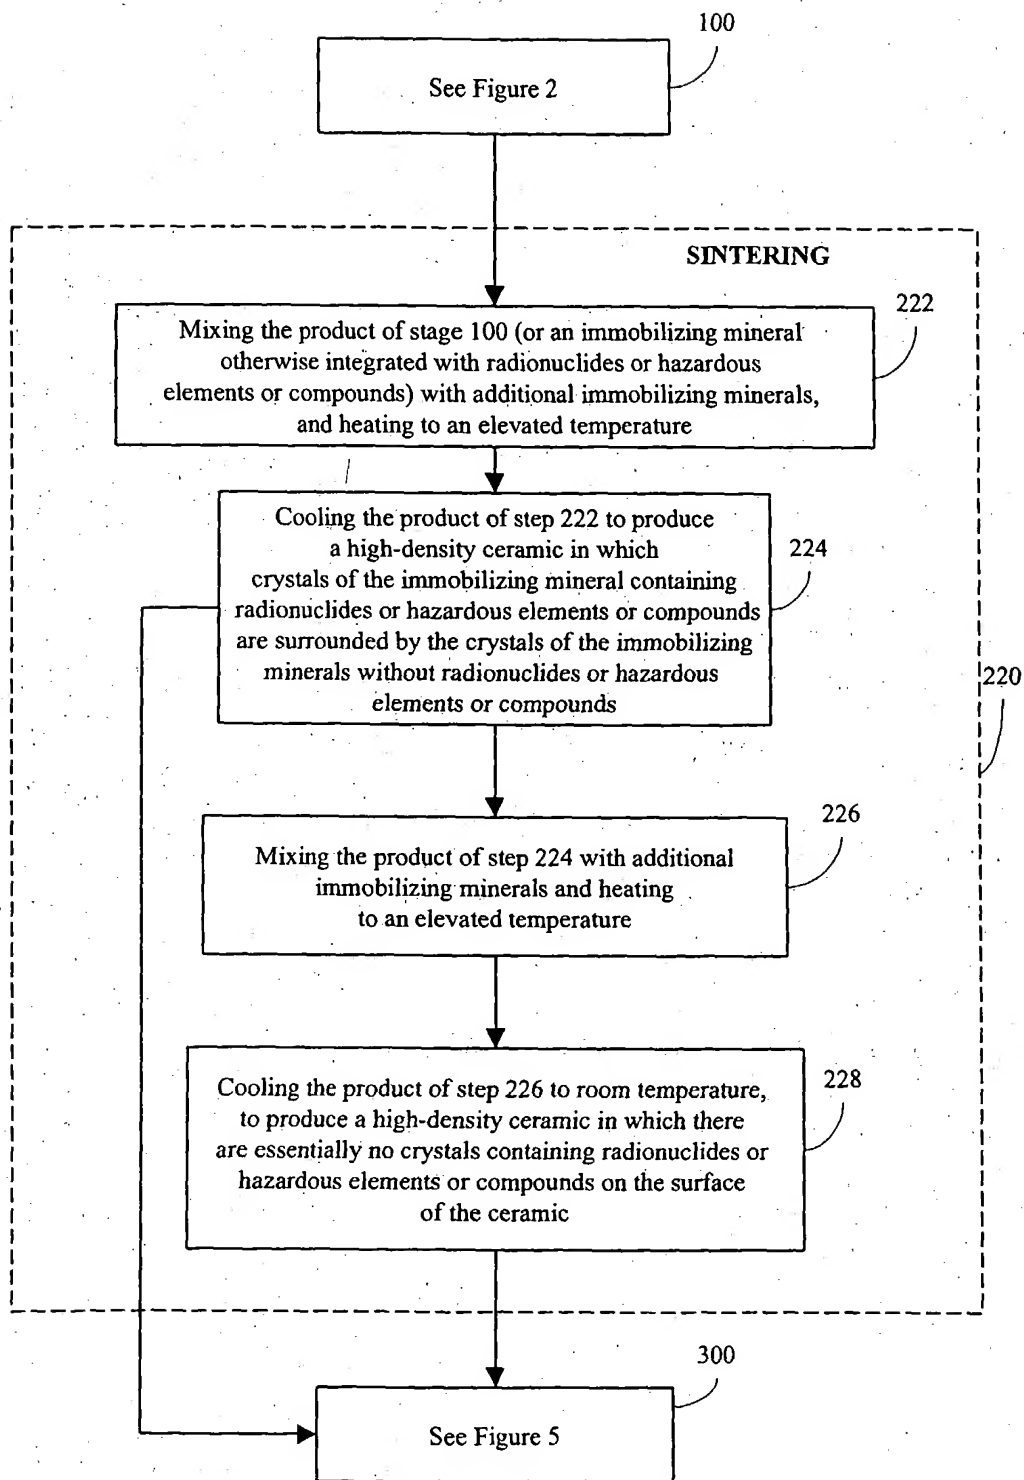 100
See Figure 2
SINTERING
222
Mixing the product of stage 100 (or an immobilizing mineral
otherwise integrated with radionuclides or hazardous
elements or compounds) with additional immobilizing minerals,
and heating to an elevated temperature
Cooling the product of step 222 to produce
a high-density ceramic in which
crystals of the immobilizing mineral containing
radionuclides or hazardous elements or compounds
are surrounded by the crystals of the immobilizing
minerals without radionuclides or hazardous
elements or compounds
224
220
226
Mixing the product of step 224 with additional
immobilizing minerals and heating
to an elevated temperature
228
Cooling the product of step 226 to room temperature,
to produce a high-density ceramic in which there
are essentially no crystals containing radionuclides or
hazardous elements or compounds on the surface
of the ceramic
300
See Figure 5